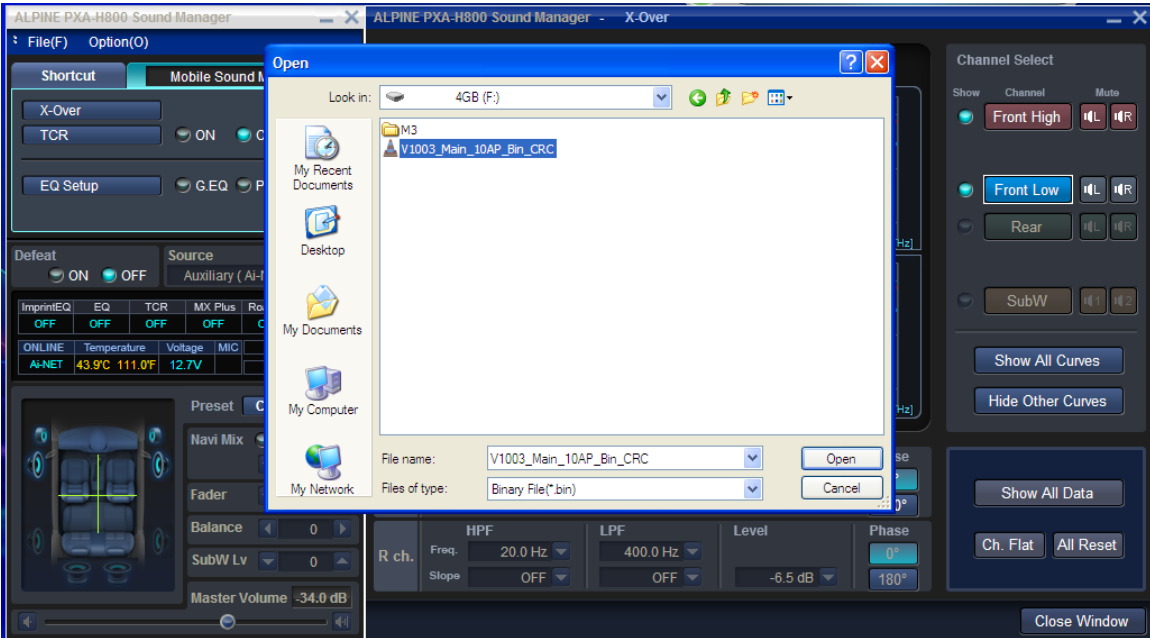 ALPINE PXA-H800 Sound Manager
File(F) Option(O)
Shortcut
Mobile Sound M
X-Over
TCR
ON
EQ Setup
G.EQ
P
Defeat
ON
OFF
Source
Auxiliary ( Ai-
ImprintEQ EQ TCR MX Plus Ro
OFF OFF OFF OFF
ONLINE Temperature Voltage MIC
Ai-NET 43.9'C 111.0'F 12.7V
Preset
Navi Mix
Fader
Balance 0
SubW Lv 0
Master Volume -34.0 dB
ALPINE PXA-H800 Sound Manager - X-Over
Open
Look in: 4GB (F:)
My Recent
Documents
Desktop
My Documents
My Computer
My Network
M3
V1003_Main_10AP_Bin_CRC
File name: V1003_Main_10AP_Bin_CRC Open
Files of type: Binary File(*.bin) Cancel
Hz]
Hz]
se
0°
HPF LPF Level Phase
R ch. Freq. 20.0 Hz 400.0 Hz 0°
Slope OFF OFF -6.5 dB 180°
Channel Select
Show Channel Mute
Front High L R
Front Low L R
Rear L R
SubW 1 2
Show All Curves
Hide Other Curves
Show All Data
Ch. Flat All Reset
Close Window